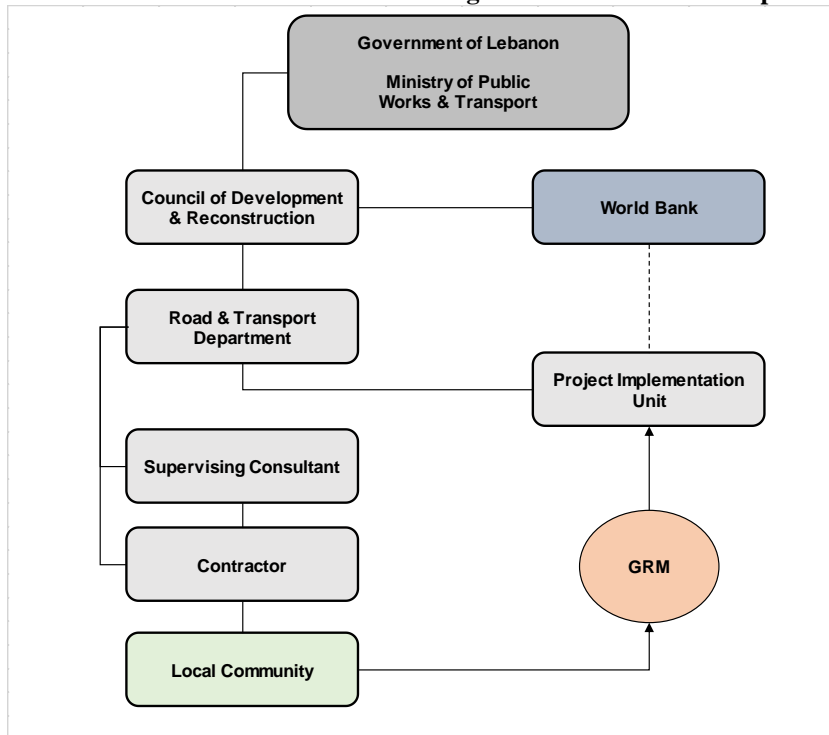 Government of Lebanon
Ministry of Public
Works & Transport
Council of Development
& Reconstruction
World Bank
Road & Transport
Department
Project Implementation
Unit
Supervising Consultant
Contractor
GRM
Local Community